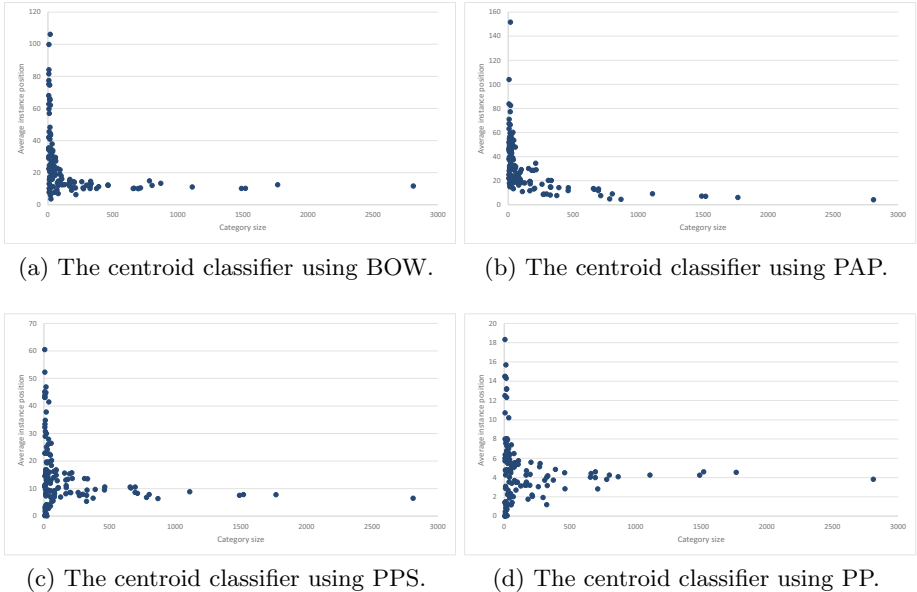 120
100
80
60
40
20
0
Average instance position
0 500 1000 1500 2000 2500 3000
Category size
(a) The centroid classifier using BOW.
160
140
120
100
80
60
40
20
0
Average instance position
0 500 1000 1500 2000 2500 3000
Category size
(b) The centroid classifier using PAP.
70
60
50
40
30
20
10
0
Average instance position
0 500 1000 1500 2000 2500 3000
Category size
(c) The centroid classifier using PPS.
20
18
16
14
12
10
8
6
4
2
0
Average instance position
0 500 1000 1500 2000 2500 3000
Category size
(d) The centroid classifier using PP.